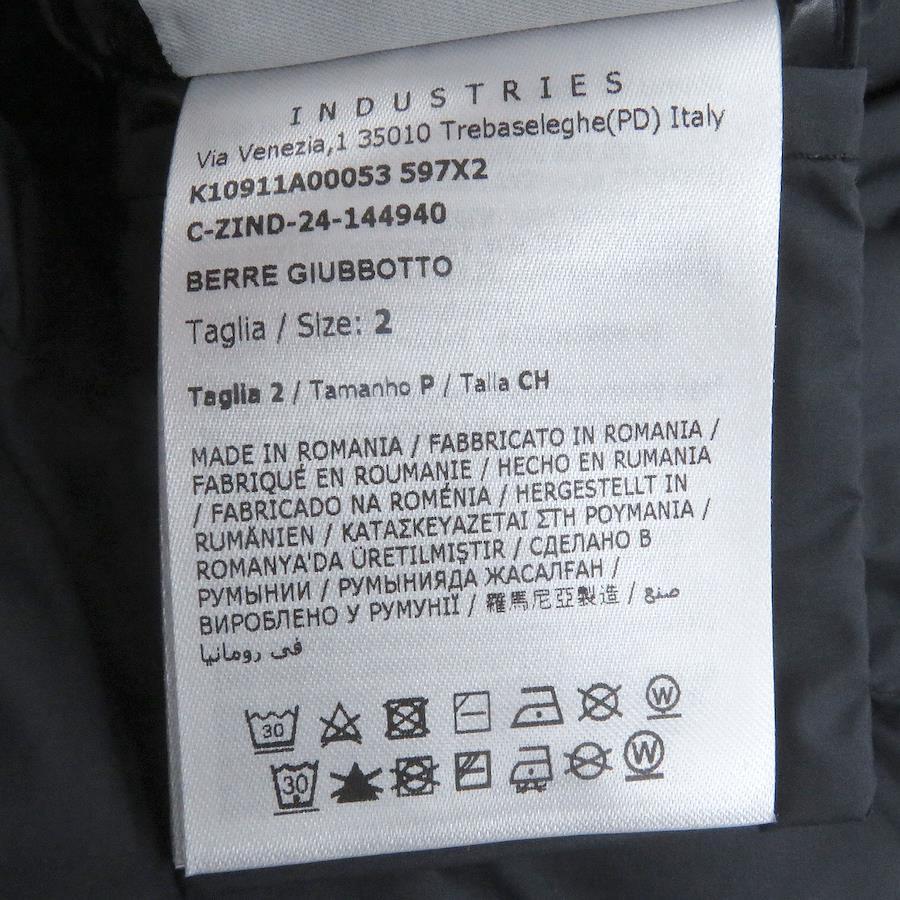 INDUSTRIES
Via Venezia,1 35010 Trebaseleghe(PD) Italy
K10911A00053 597X2
C-ZIND-24-144940
BERRE GIUBBOTTO
Taglia / Size: 2
Taglia 2 / Tamanho P / Talla CH
MADE IN ROMANIA / FABBRICATO IN ROMANIA /
FABRIQUÉ EN ROUMANIE / HECHO EN RUMANIA
/ FABRICADO NA ROMÉNIA / HERGESTELLT IN
RUMÄNIEN / ΚΑΤΑΣΚΕΥΑΖΕΤΑΙ ΣΤΗ ΡΟΥΜΑΝΙΑ /
ROMANYA'DA ÜRETILMIŞTIR / СДЕЛАНО В
РУМЫНИИ / РУМЫНИЯДА ЖАСАЛҒАН /
ВИРОБЛЕНО У РУМУНІЇ / 羅馬尼亞製造 / صنع
في رومانيا
30 W
30 W